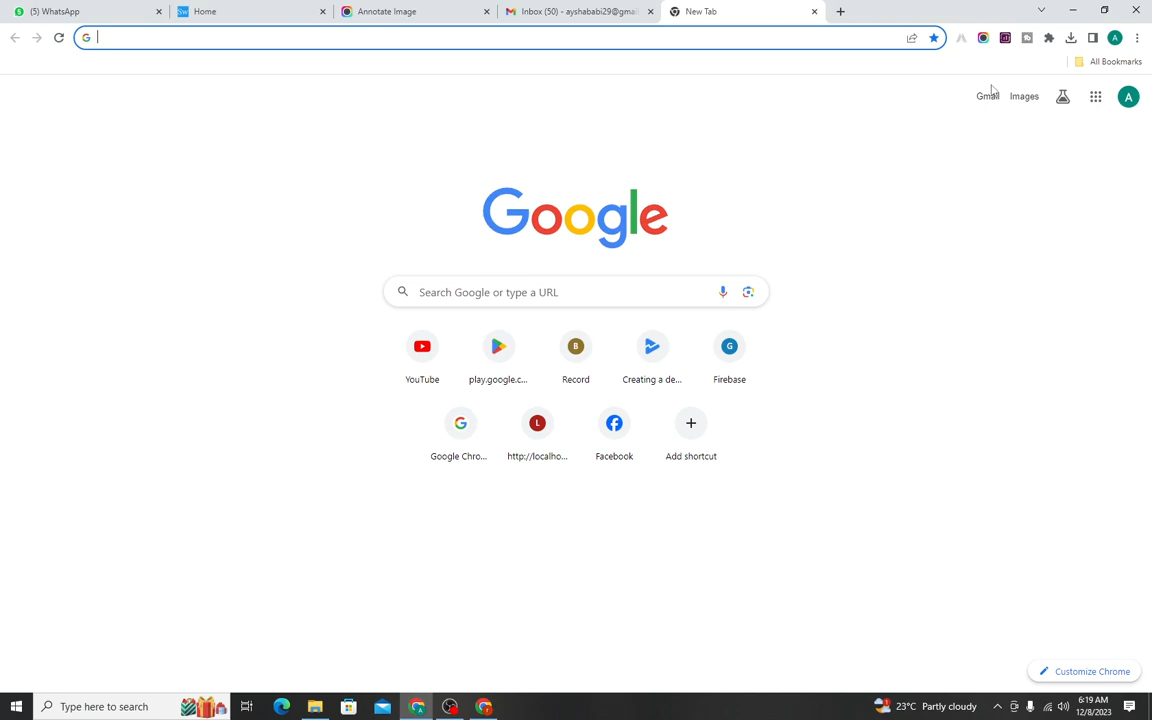 (5) WhatsApp
Home
Annotate Image
Inbox (50) - ayshababi29@gmai
New Tab
All Bookmarks
Gmail Images A
Google
Search Google or type a URL
YouTube
play.google.c...
Record
Creating a de...
Firebase
Google Chro...
http://localho...
Facebook
Add shortcut
Customize Chrome
Type here to search
23°C Partly cloudy
6:19 AM
12/8/2023